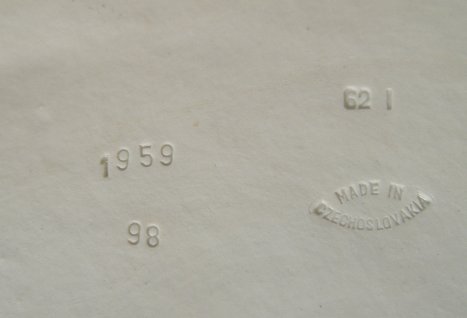 62 I
1959
98
MADE IN
CZECHOSLOVAKIA